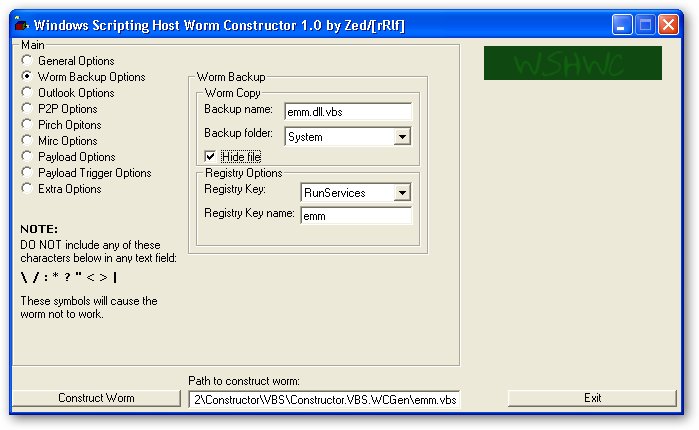 Windows Scripting Host Worm Constructor 1.0 by Zed/[rRlf]
Main
General Options
Worm Backup Options
Outlook Options
P2P Options
Pirch Opitons
Mirc Options
Payload Options
Payload Trigger Options
Extra Options
NOTE:
DO NOT include any of these
characters below in any text field:
\ / : * ? " < > |
These symbols will cause the
worm not to work.
Worm Backup
Worm Copy
Backup name: emm.dll.vbs
Backup folder: System
Hide file
Registry Options
Registry Key: RunServices
Registry Key name: emm
WSHWC
Path to construct worm:
Construct Worm 2\Constructor\VBS\Constructor.VBS.WCGen\emm.vbs Exit